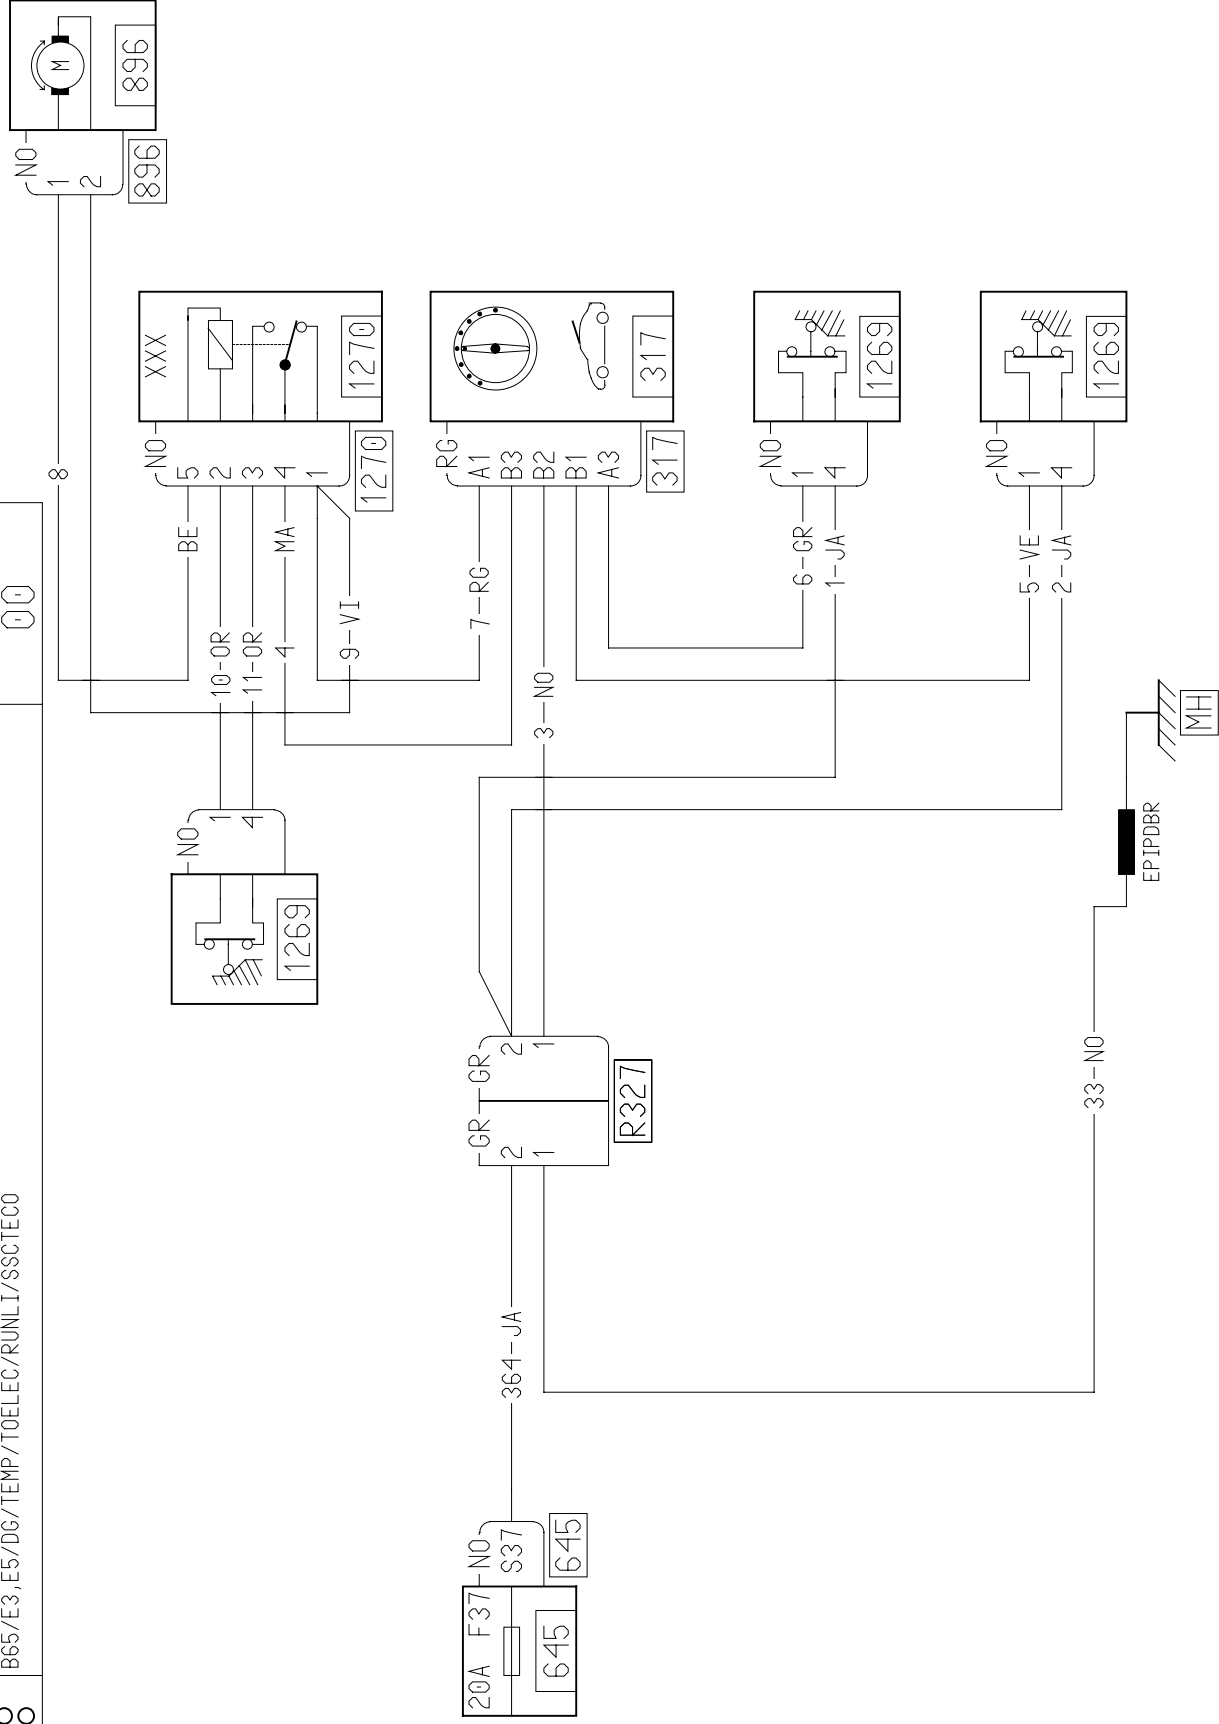 B65/E3,E5/DG/TEMP/TOELEC/RUNLI/SSCTECO
00
20A F37
645
NO
S37
645
364-JA
GR
2
1
GR
2
1
R327
33-NO
EPIPDBR
MH
1269
NO
1
4
10-OR
11-OR
BE
MA
4
9-VI
8
NO
5
2
3
4
1
1270
XXX
1270
7-RG
3-NO
RG
A1
B3
B2
B1
A3
317
317
6-GR
1-JA
NO
1
4
1269
5-VE
2-JA
NO
1
4
1269
NO
1
2
896
M
896